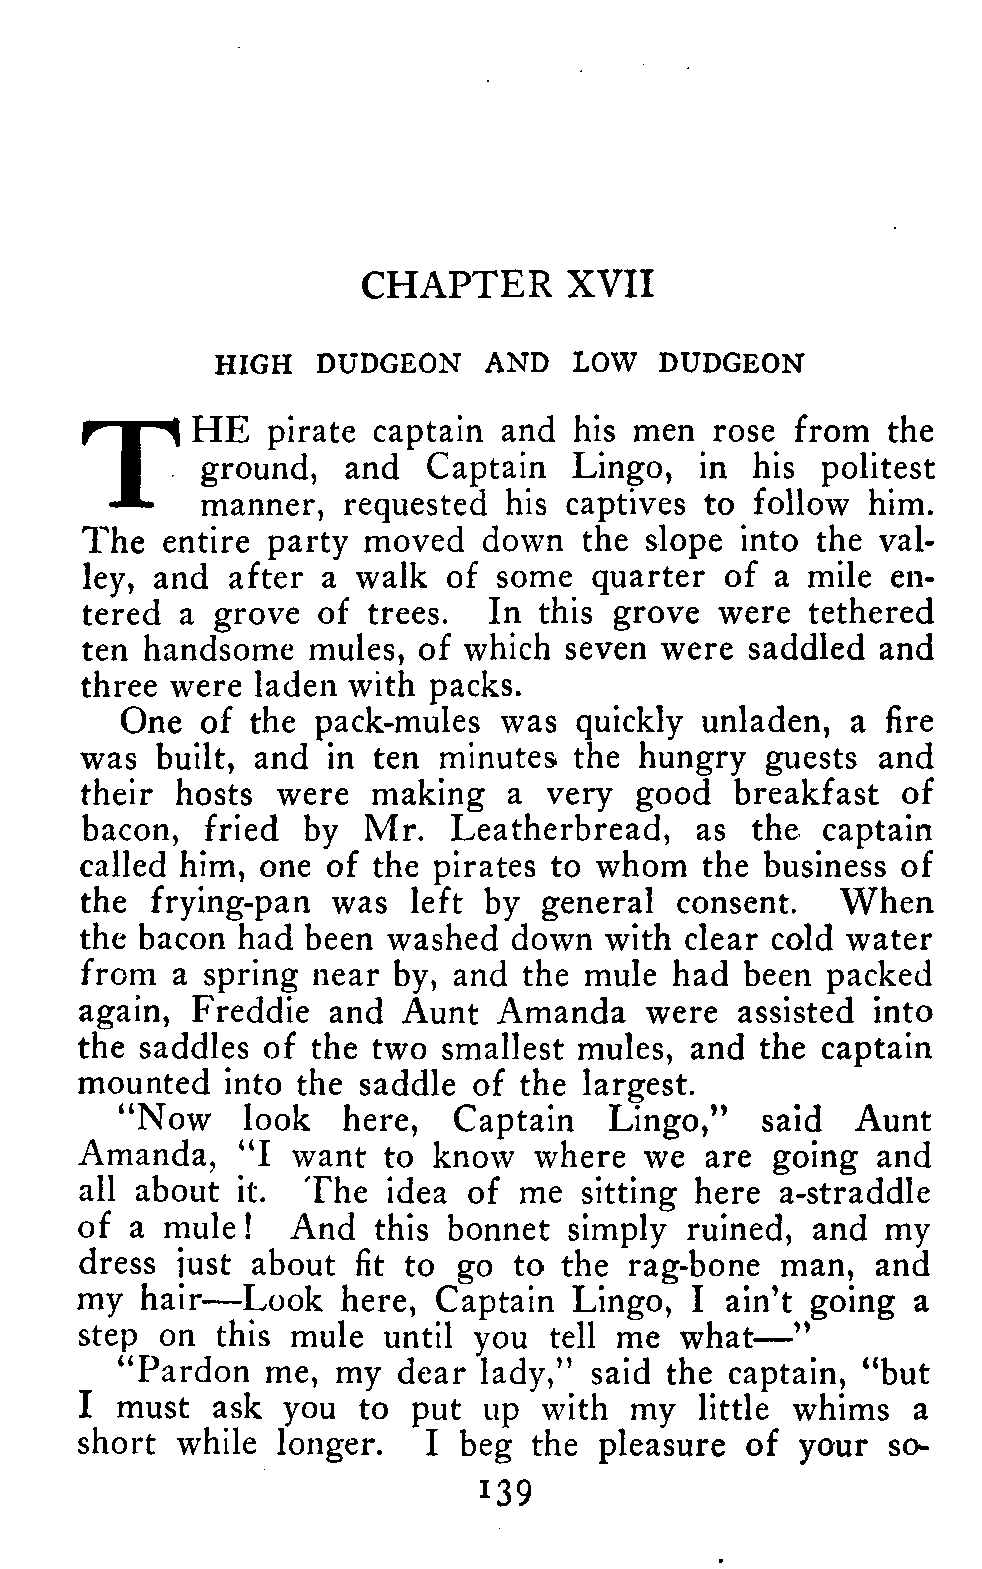 CHAPTER XVII
HIGH DUDGEON AND LOW DUDGEON
THE pirate captain and his men rose from the
ground, and Captain Lingo, in his politest
manner, requested his captives to follow him.
The entire party moved down the slope into the val-
ley, and after a walk of some quarter of a mile en-
tered a grove of trees. In this grove were tethered
ten handsome mules, of which seven were saddled and
three were laden with packs.
One of the pack-mules was quickly unladen, a fire
was built, and in ten minutes the hungry guests and
their hosts were making a very good breakfast of
bacon, fried by Mr. Leatherbread, as the captain
called him, one of the pirates to whom the business of
the frying-pan was left by general consent. When
the bacon had been washed down with clear cold water
from a spring near by, and the mule had been packed
again, Freddie and Aunt Amanda were assisted into
the saddles of the two smallest mules, and the captain
mounted into the saddle of the largest.
“Now look here, Captain Lingo,” said Aunt
Amanda, “I want to know where we are going and
all about it. The idea of me sitting here a-straddle
of a mule! And this bonnet simply ruined, and my
dress just about fit to go to the rag-bone man, and
my hair—Look here, Captain Lingo, I ain't going a
step on this mule until you tell me what—”
“Pardon me, my dear lady,” said the captain, “but
I must ask you to put up with my little whims a
short while longer. I beg the pleasure of your so-
139